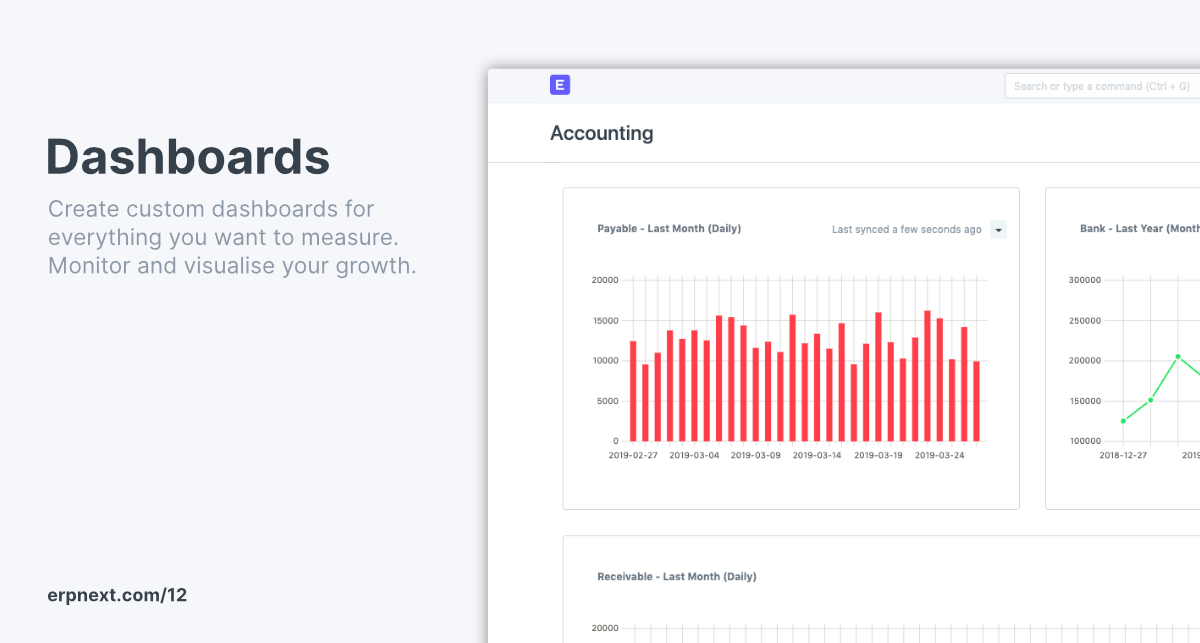 Dashboards
Create custom dashboards for
everything you want to measure.
Monitor and visualise your growth.
erpnext.com/12
E
Search or type a command (Ctrl + G)
Accounting
Payable - Last Month (Daily)
Last synced a few seconds ago
20000
15000
10000
5000
0
2019-02-27 2019-03-04 2019-03-09 2019-03-14 2019-03-19 2019-03-24
Bank - Last Year (Month
300000
250000
200000
150000
100000
2018-12-27 2019
Receivable - Last Month (Daily)
20000